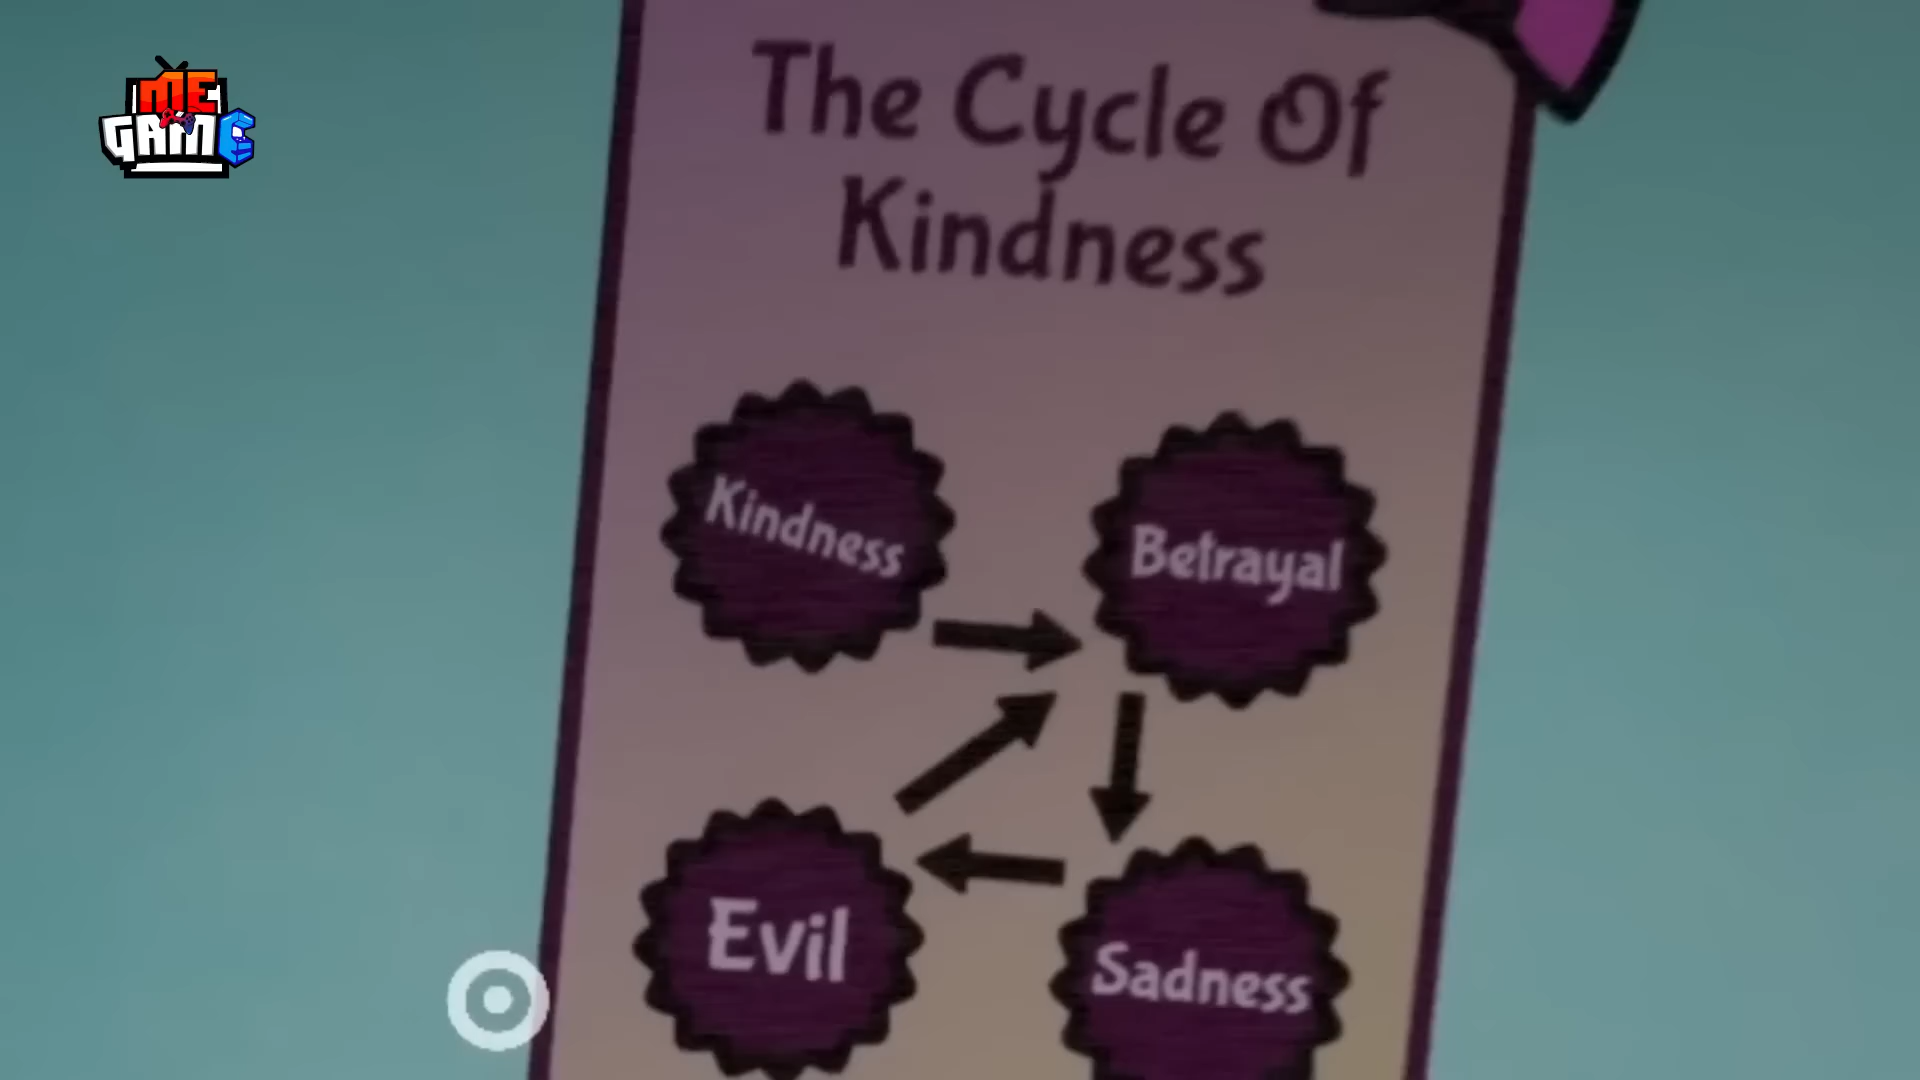 ME
GAME
The Cycle Of
Kindness
Kindness
Betrayal
Evil
Sadness